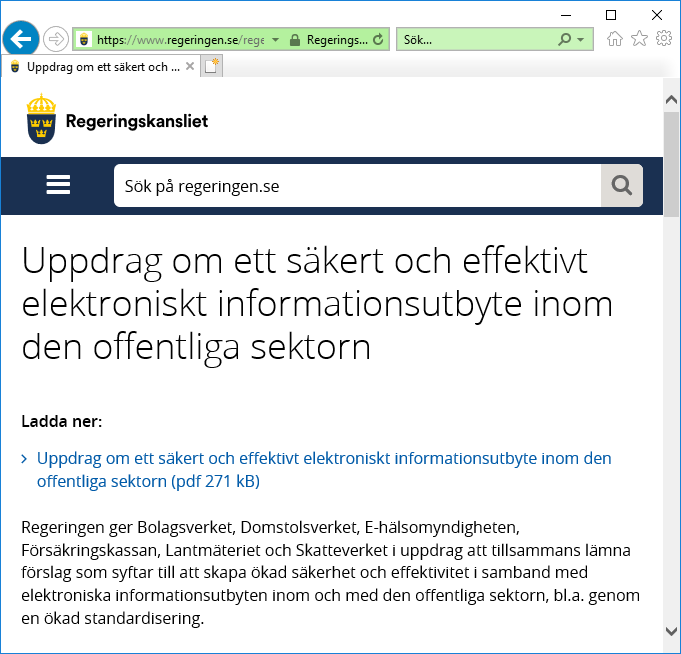 https://www.regeringen.se/rege
Regerings...
Sök...
Uppdrag om ett säkert och ...
Regeringskansliet
Sök på regeringen.se
Uppdrag om ett säkert och effektivt
elektroniskt informationsutbyte inom
den offentliga sektorn
Ladda ner:
Uppdrag om ett säkert och effektivt elektroniskt informationsutbyte inom den
offentliga sektorn (pdf 271 kB)
Regeringen ger Bolagsverket, Domstolsverket, E-hälsomyndigheten,
Försäkringskassan, Lantmäteriet och Skatteverket i uppdrag att tillsammans lämna
förslag som syftar till att skapa ökad säkerhet och effektivitet i samband med
elektroniska informationsutbyten inom och med den offentliga sektorn, bl.a. genom
en ökad standardisering.